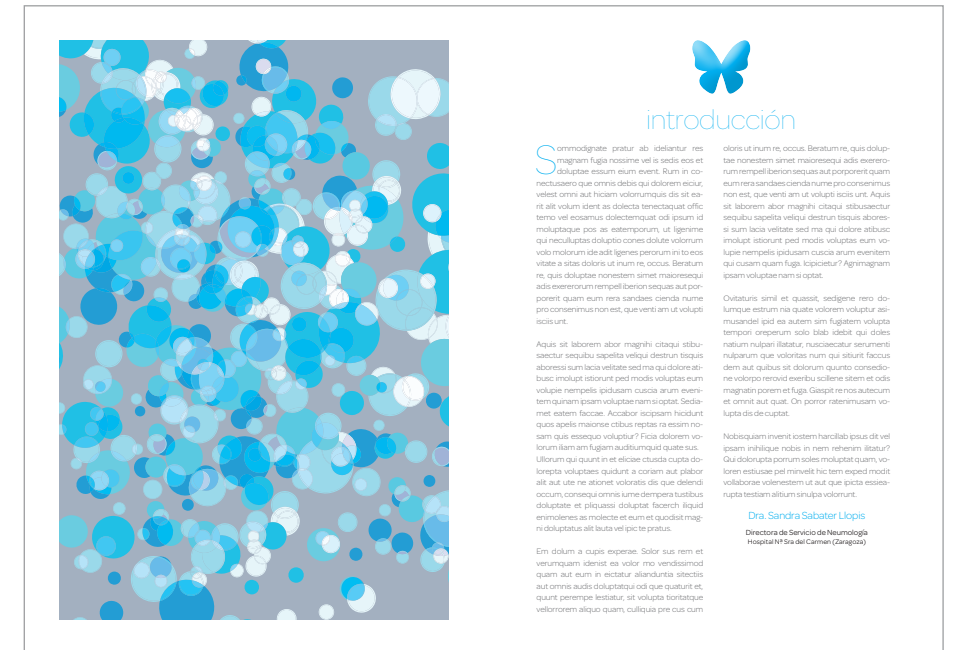 introducción
Sommodignate pratur ab ideliantur res
magnam fugia nossime vel is sedis eos et
doluptae essum eium event. Rum in co-
nectusaero que omnis debis qui dolorem eiciur,
velest omni aut hiciam volorrumquis dis sit ea-
rit alit volum ident as dolecta tenectaquat offic
temo vel eosamus dolectemquat odi ipsum id
moluptaque pos as eatemporum, ut ligenime
qui neculluptas doluptio cones dolute volorrum
volo molorum ide adit lignes perorum ini to eos
vitate a sitas doloris ut inum re, occus. Beratum
re, quis doluptae nonestem simet maioresequi
adis exererorum rempell iberion sequas aut por-
porerit quam eum rera sandaes cienda nume
pro consenimus non est, que venti am ut volupti
isciis unt.
Aquis sit laborem abor magnihi citaqui stibu-
saectur sequibu sapelita veliqui destrun tisquis
aboressi sum lacia velitate sed ma qui dolore ati-
busc imolupt istiorunt ped modis voluptas eum
volupie nempelis ipidusam cuscia arum eveni-
tem quinam ipsam voluptae nam si optat. Sedia-
met eatem faccae. Accabor iscipsam hicidunt
quos apelis maionse ctibus reptas ra essim no-
sam quis essequo voluptiur? Ficia dolorem vo-
lorum iliam am fugiam auditiumquid quate sus.
Ullorum qui quunt in et eliciae ctusda cupta do-
lorepta voluptaes quidunt a coriam aut plabor
alit aut ute ne ationet voloratis dis que delendi
occum, consequi omnis iume dempera tustibus
doluptate et pliquassi doluptat facerch iliquid
enimolenes as molecte et eum et quodisit mag-
ni doluptatus alit lauta vel ipic te pratus.
Em dolum a cupis experae. Solor sus rem et
verumquam idenist ea volor mo vendissimod
quam aut eum in ectatur alianduntia sitectiis
aut omnis audis doluptatqui odi que quaturit et,
quunt perempe lestiatur, sit volupta tioritatque
vellorrorem aliquo quam, culliquia pre cus cum
oloris ut inum re, occus. Beratum re, quis dolup-
tae nonestem simet maioresequi adis exerero-
rum rempell iberion sequas aut porporerit quam
eum rera sandaes cienda nume pro consenimus
non est, que venti am ut volupti isciis unt. Aquis
sit laborem abor magnihi citaqui stibusaectur
sequibu sapelita veliqui destrun tisquis abores-
si sum lacia velitate sed ma qui dolore atibusc
imolupt istiorunt ped modis voluptas eum vo-
lupie nempelis ipidusam cuscia arum evenitem
qui cusam quam fuga. Icipicietur? Agnimagnam
ipsam voluptae nam si optat.
Ovitaturis simil et quassit, sedigene rero do-
lumque estrum nia quate volorem voluptur asi-
musandel ipid ea autem sim fugiatem volupta
tempori oreperum solo blab idebit qui doles
natium nulpari illatatur, nusciaecatur serumenti
nulparum que voloritas num qui sitiurit faccus
dem aut quibus sit dolorum quunto consedio-
ne volorpo rerovid exeribu scillene sitem et odis
magnatin porem et fuga. Gaspit re nos autecum
et omnit aut quat. On porror ratenimusam vo-
lupta dis de cuptat.
Nobisquam invenit iostem harcillab ipsus dit vel
ipsam inihilique nobis in nem rehenim ilitatur?
Qui dolorupta porrum soles moluptat quam, vo-
loren estiusae pel minvelit hic tem exped modit
vollaborae volenestem ut aut que ipicta essiea-
rupta testiam alitium sinulpa volorrunt.
Dra. Sandra Sabater Llopis
Directora de Servicio de Neumología
Hospital Nª Sra del Carmen (Zaragoza)